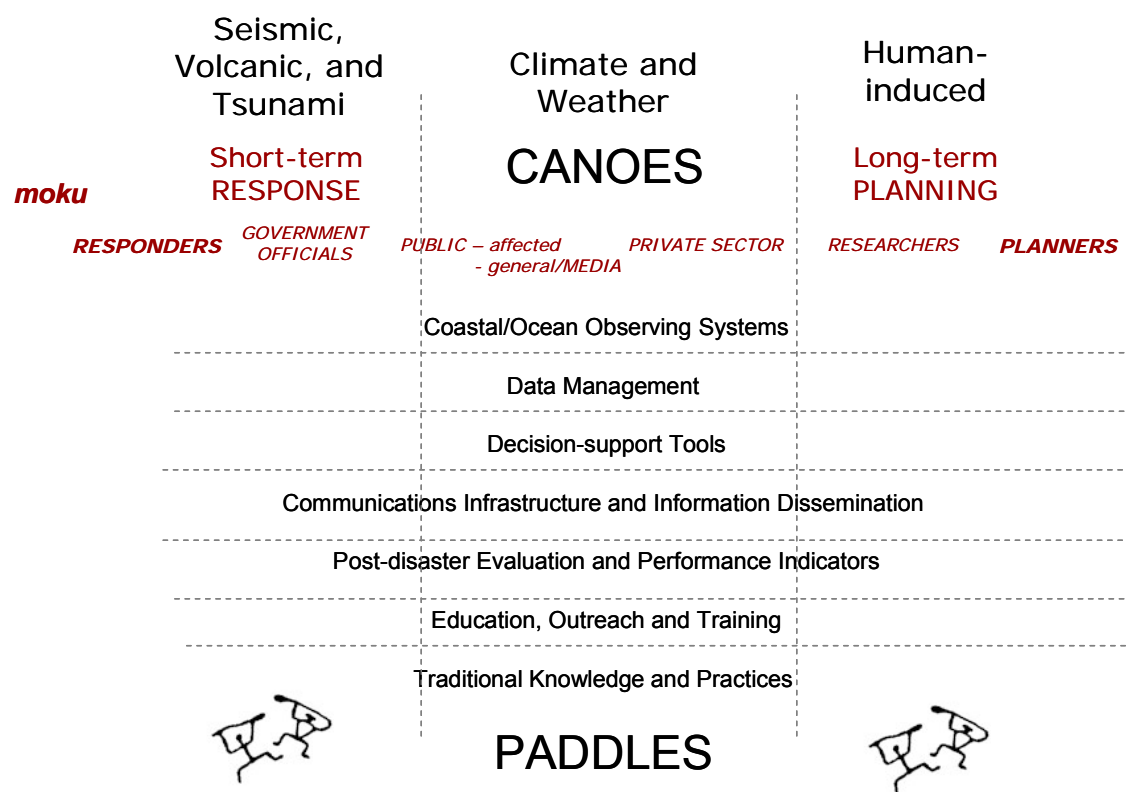 Seismic,
Volcanic, and
Tsunami
Climate and
Weather
Human-
induced
CANOES
Short-term
RESPONSE
Long-term
PLANNING
moku
RESPONDERS
GOVERNMENT
OFFICIALS
PUBLIC – affected
- general/MEDIA
PRIVATE SECTOR
RESEARCHERS
PLANNERS
Coastal/Ocean Observing Systems
Data Management
Decision-support Tools
Communications Infrastructure and Information Dissemination
Post-disaster Evaluation and Performance Indicators
Education, Outreach and Training
Traditional Knowledge and Practices
PADDLES